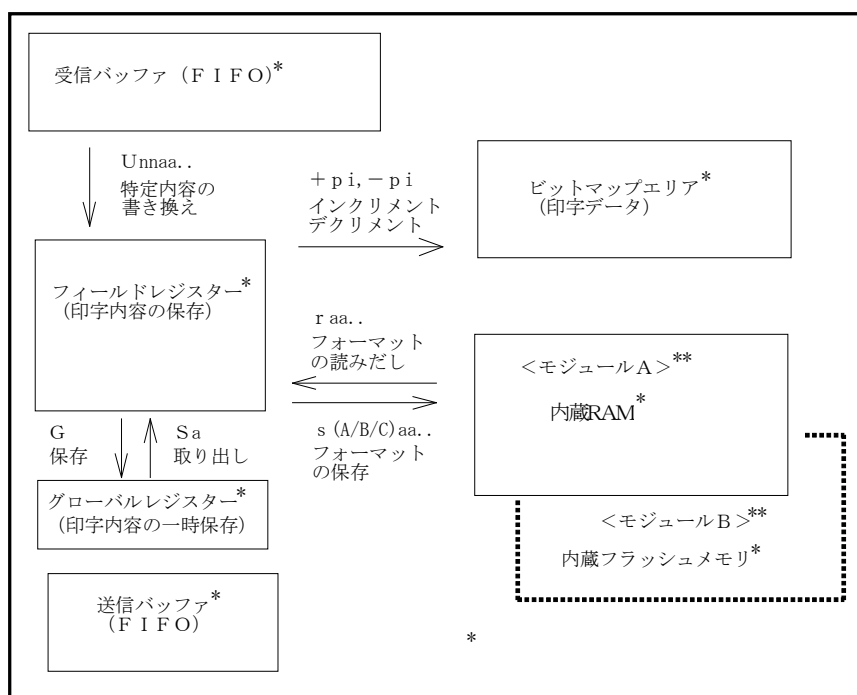 受信バッファ (ＦＩＦＯ)*
Unnaa..
特定内容の
書き換え
＋pi,－pi
インクリメント
デクリメント
ビットマップエリア*
(印字データ)
フィールドレジスター*
(印字内容の保存)
raa..
フォーマット
の読みだし
＜モジュールＡ＞**
内蔵RAM*
s(A/B/C)aa..
フォーマット
の保存
G
保存
Sa
取り出し
グローバルレジスター*
(印字内容の一時保存)
＜モジュールＢ＞**
内蔵フラッシュメモリ*
送信バッファ*
(ＦＩＦＯ)
*